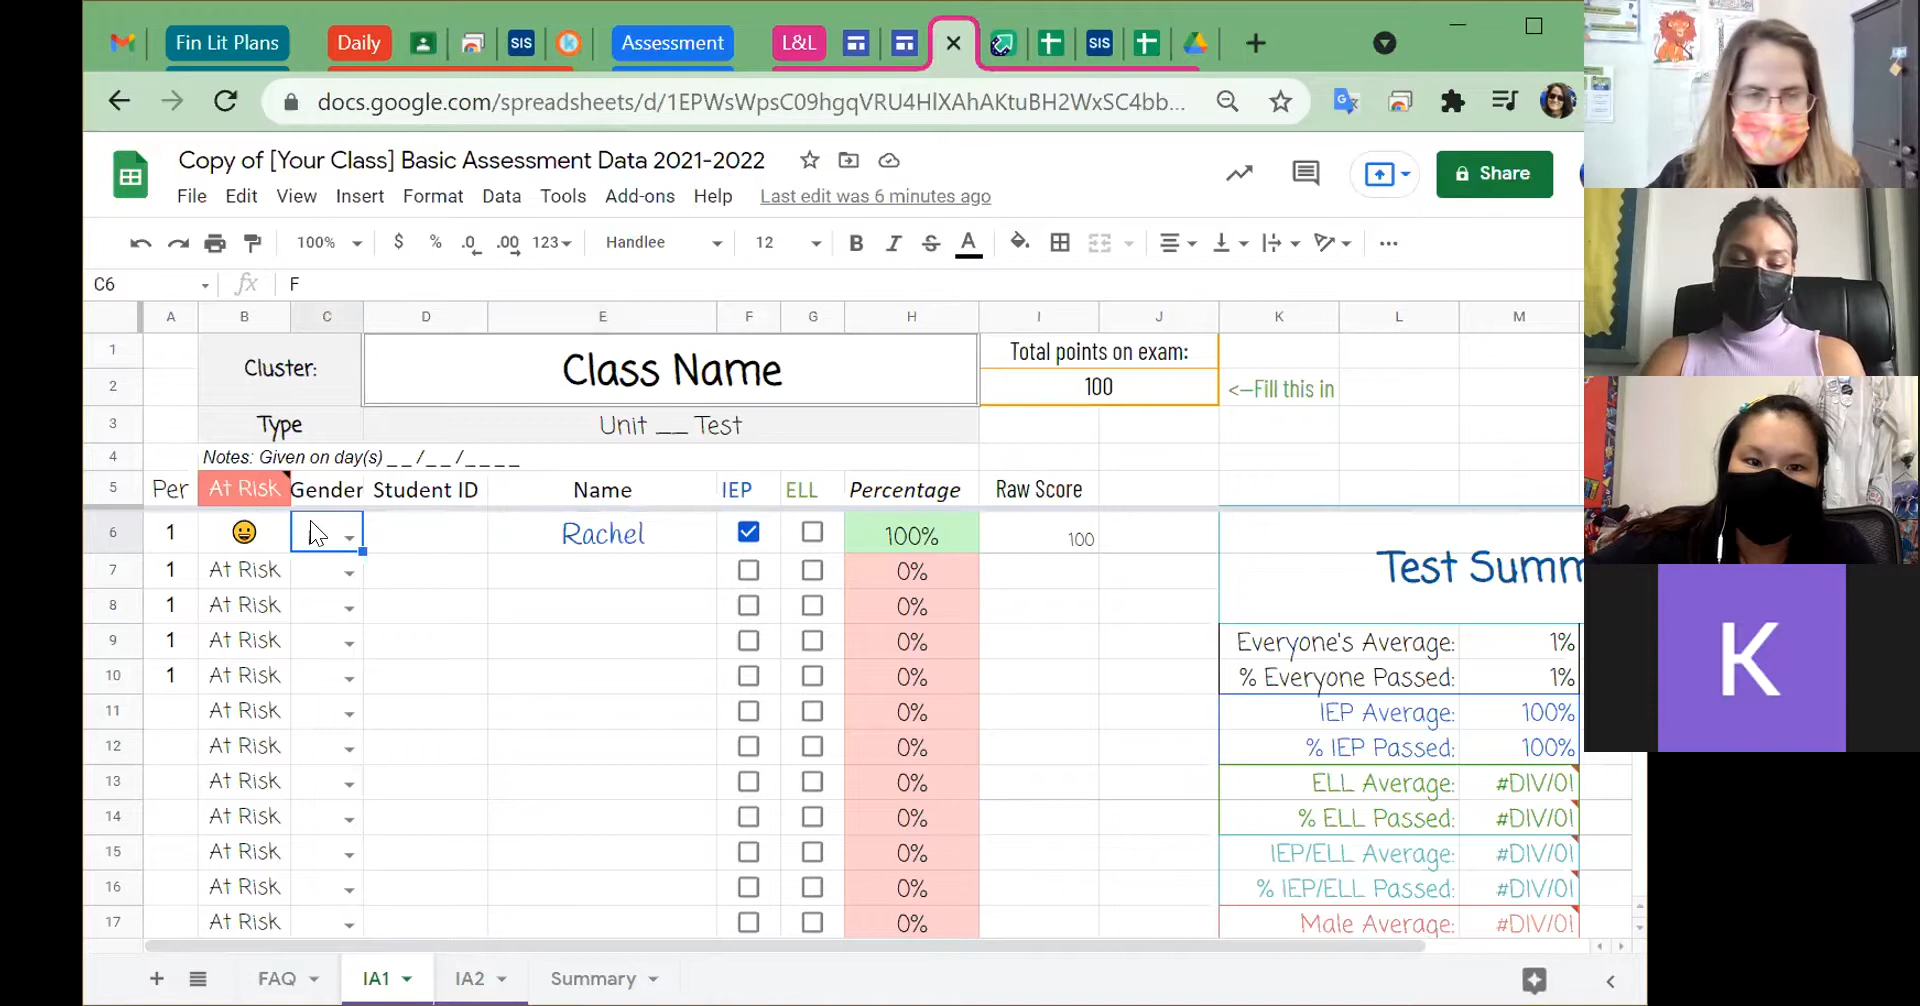 Fin Lit Plans
Daily
SIS
Assessment
L&L
SIS
docs.google.com/spreadsheets/d/1EPWsWpsC09hgqVRU4HlXAhAKtuBH2WxSC4bb...
Copy of [Your Class] Basic Assessment Data 2021-2022
Share
File Edit View Insert Format Data Tools Add-ons Help Last edit was 6 minutes ago
100% $ % .0 .00 123 Handlee 12 B I S A
C6 fx F
A B C D E F G H I J K L M
1 Cluster: Class Name Total points on exam:
2 100 <--Fill this in
3 Type Unit __ Test
4 Notes: Given on day(s) __/__/____
5 Per At Risk Gender Student ID Name IEP ELL Percentage Raw Score
6 1 Rachel 100% 100
Test Summ
7 1 At Risk 0%
8 1 At Risk 0%
9 1 At Risk 0% Everyone's Average: 1%
10 1 At Risk 0% % Everyone Passed: 1%
11 At Risk 0% IEP Average: 100%
12 At Risk 0% % IEP Passed: 100%
13 At Risk 0% ELL Average: #DIV/0!
14 At Risk 0% % ELL Passed: #DIV/0!
15 At Risk 0% IEP/ELL Average: #DIV/0!
16 At Risk 0% % IEP/ELL Passed: #DIV/0!
17 At Risk 0% Male Average: #DIV/0!
FAQ IA1 IA2 Summary
K